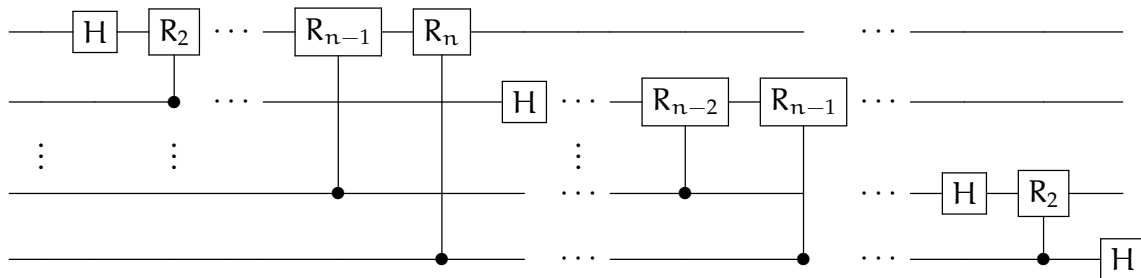 H R₂ ⋯ Rₙ₋₁ Rₙ ⋯
⋯ H ⋯ Rₙ₋₂ Rₙ₋₁ ⋯
⋮ ⋮ ⋮
⋯ ⋯ H R₂
⋯ ⋯ H